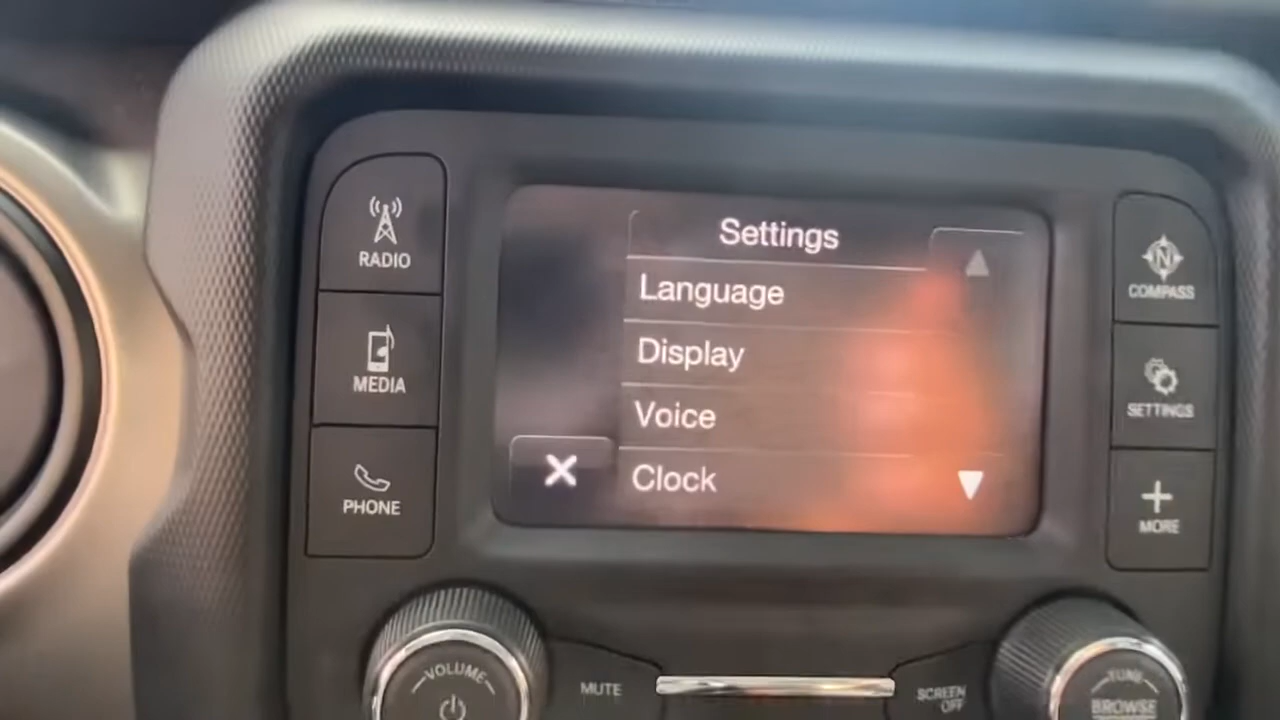 RADIO
MEDIA
PHONE
Settings
Language
Display
Voice
Clock
N
COMPASS
SETTINGS
MORE
VOLUME
MUTE
SCREEN
OFF
TUNE
BROWSE